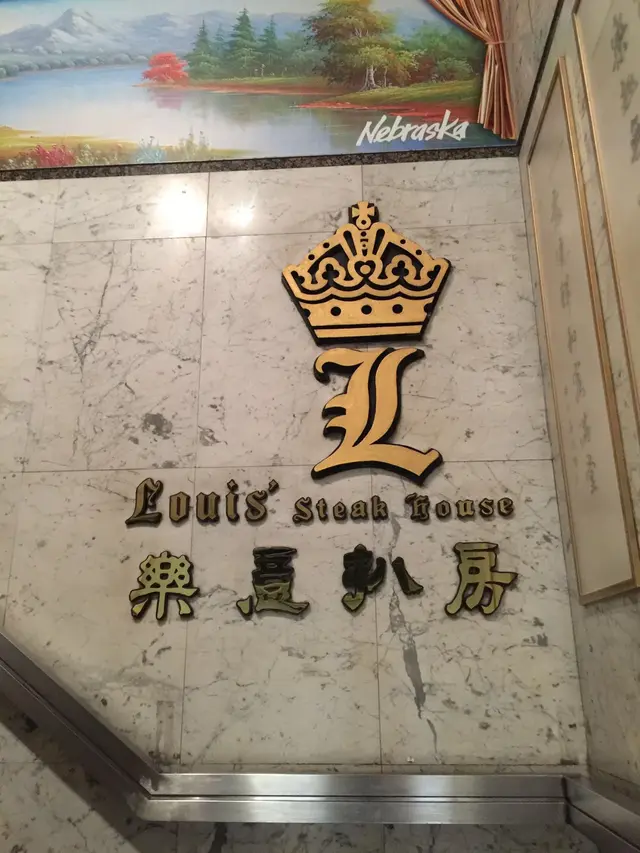 Nebraska
L
Louis' Steak House
樂意扒房